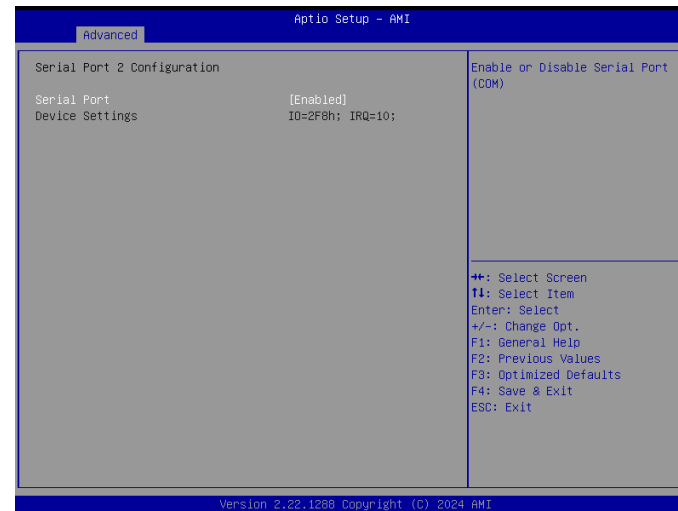 Aptio Setup – AMI
Advanced
Serial Port 2 Configuration
Serial Port [Enabled]
Device Settings IO=2F8h; IRQ=10;
Enable or Disable Serial Port
(COM)
→←: Select Screen
↑↓: Select Item
Enter: Select
+/-: Change Opt.
F1: General Help
F2: Previous Values
F3: Optimized Defaults
F4: Save & Exit
ESC: Exit
Version 2.22.1288 Copyright (C) 2024 AMI